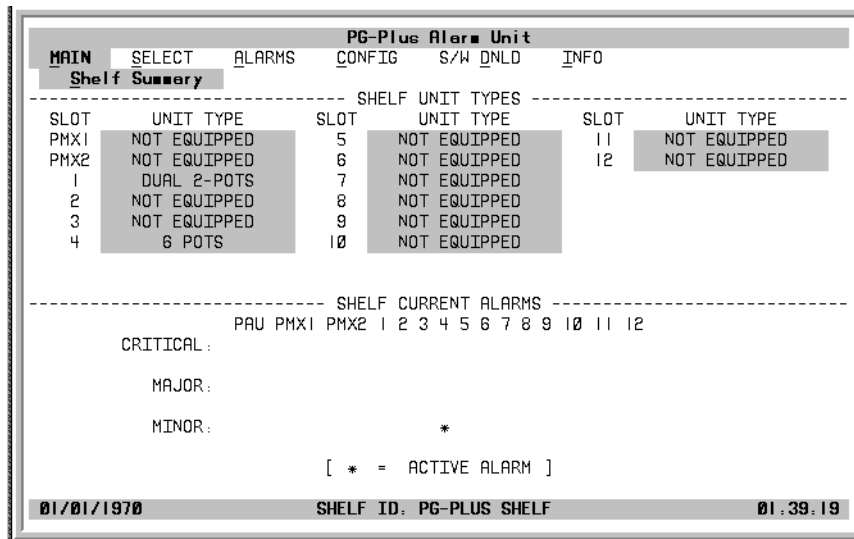 PG-Plus Alarm Unit
MAIN SELECT ALARMS CONFIG S/W DNLD INFO
Shelf Summary
------------------------------ SHELF UNIT TYPES -----------------------------
SLOT UNIT TYPE SLOT UNIT TYPE SLOT UNIT TYPE
PMX1 NOT EQUIPPED 5 NOT EQUIPPED 11 NOT EQUIPPED
PMX2 NOT EQUIPPED 6 NOT EQUIPPED 12 NOT EQUIPPED
1 DUAL 2-POTS 7 NOT EQUIPPED
2 NOT EQUIPPED 8 NOT EQUIPPED
3 NOT EQUIPPED 9 NOT EQUIPPED
4 6 POTS 10 NOT EQUIPPED
---------------------------- SHELF CURRENT ALARMS ---------------------------
PAU PMX1 PMX2 1 2 3 4 5 6 7 8 9 10 11 12
CRITICAL:
MAJOR:
MINOR: *
[ * = ACTIVE ALARM ]
01/01/1970 SHELF ID: PG-PLUS SHELF 01:39:19